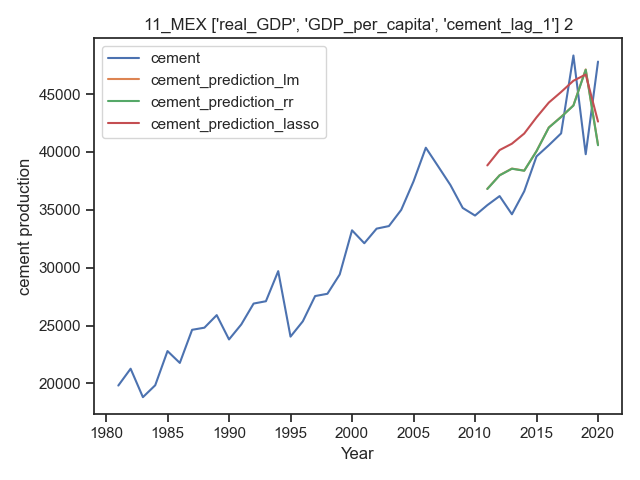 11_MEX ['real_GDP', 'GDP_per_capita', 'cement_lag_1'] 2
cement
cement_prediction_lm
cement_prediction_rr
cement_prediction_lasso
45000
40000
35000
30000
25000
20000
cement production
1980 1985 1990 1995 2000 2005 2010 2015 2020
Year